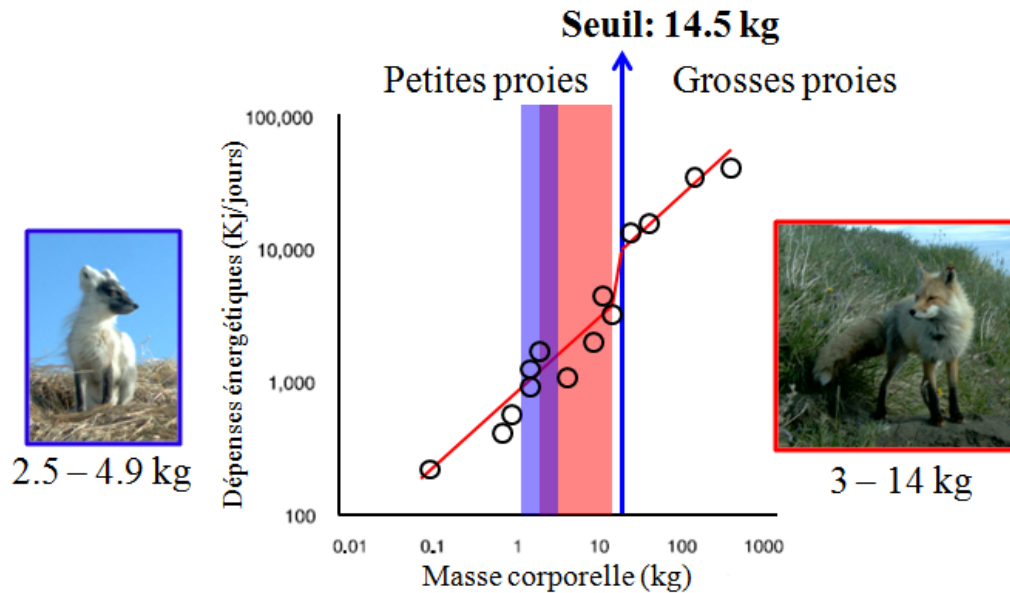 Seuil: 14.5 kg
Petites proies
Grosses proies
Dépenses énergétiques (Kj/jours)
100,000
10,000
1,000
100
0.01
0.1
1
10
100
1000
Masse corporelle (kg)
2.5 – 4.9 kg
3 – 14 kg